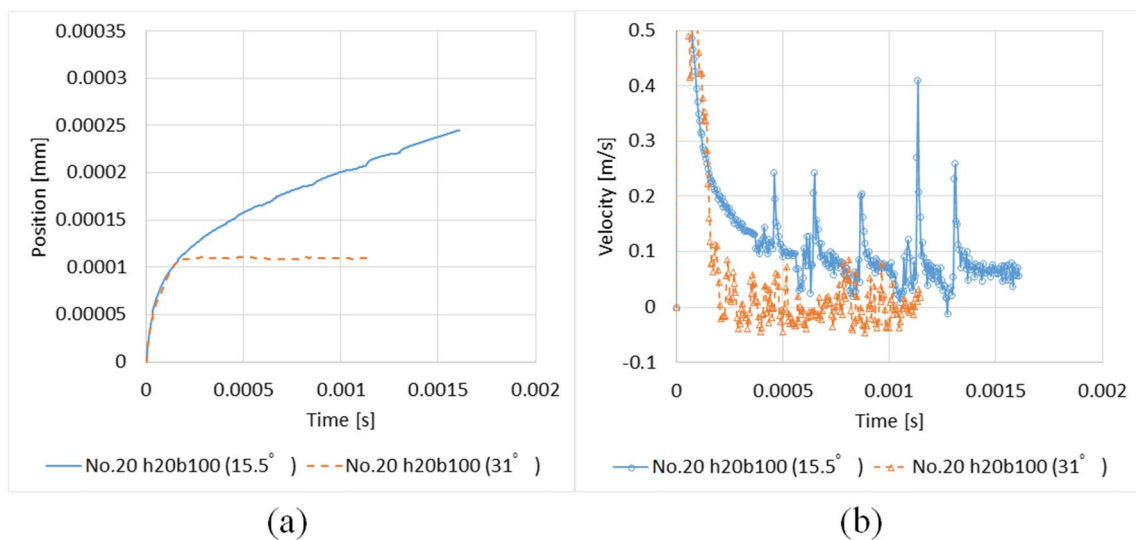 0.00035
0.0003
0.00025
0.0002
0.00015
0.0001
0.00005
0
Position [mm]
0 0.0005 0.001 0.0015 0.002
Time [s]
No.20 h20b100 (15.5° ) No.20 h20b100 (31° )
(a)
0.5
0.4
0.3
0.2
0.1
0
-0.1
Velocity [m/s]
0 0.0005 0.001 0.0015 0.002
Time [s]
No.20 h20b100 (15.5° ) No.20 h20b100 (31° )
(b)